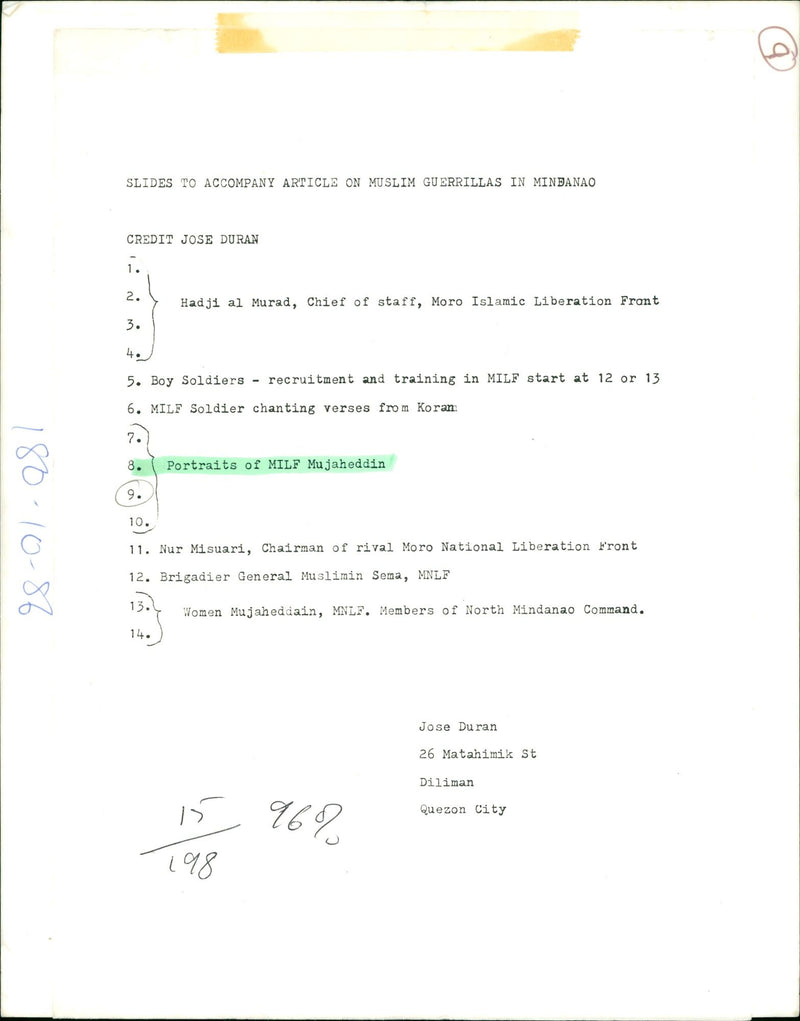 9
SLIDES TO ACCOMPANY ARTICLE ON MUSLIM GUERRILLAS IN MINDANAO
CREDIT JOSE DURAN
1.
2. Hadji al Murad, Chief of staff, Moro Islamic Liberation Front
3.
4.
5. Boy Soldiers - recruitment and training in MILF start at 12 or 13
6. MILF Soldier chanting verses from Koran
7.
8. Portraits of MILF Mujaheddin
9.
10.
11. Nur Misuari, Chairman of rival Moro National Liberation Front
12. Brigadier General Muslimin Sema, MNLF
13. Women Mujaheddain, MNLF. Members of North Mindanao Command.
14.
Jose Duran
26 Matahimik St
Diliman
Quezon City
15
198
96%